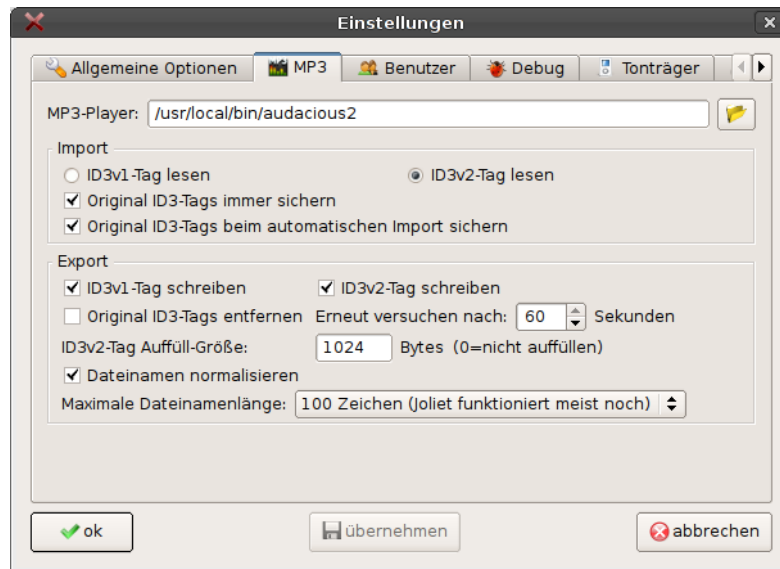 Einstellungen
Allgemeine Optionen MP3 Benutzer Debug Tonträger
MP3-Player: /usr/local/bin/audacious2
Import
ID3v1-Tag lesen ID3v2-Tag lesen
Original ID3-Tags immer sichern
Original ID3-Tags beim automatischen Import sichern
Export
ID3v1-Tag schreiben ID3v2-Tag schreiben
Original ID3-Tags entfernen Erneut versuchen nach: 60 Sekunden
ID3v2-Tag Auffüll-Größe: 1024 Bytes (0=nicht auffüllen)
Dateinamen normalisieren
Maximale Dateinamenlänge: 100 Zeichen (Joliet funktioniert meist noch)
ok übernehmen abbrechen